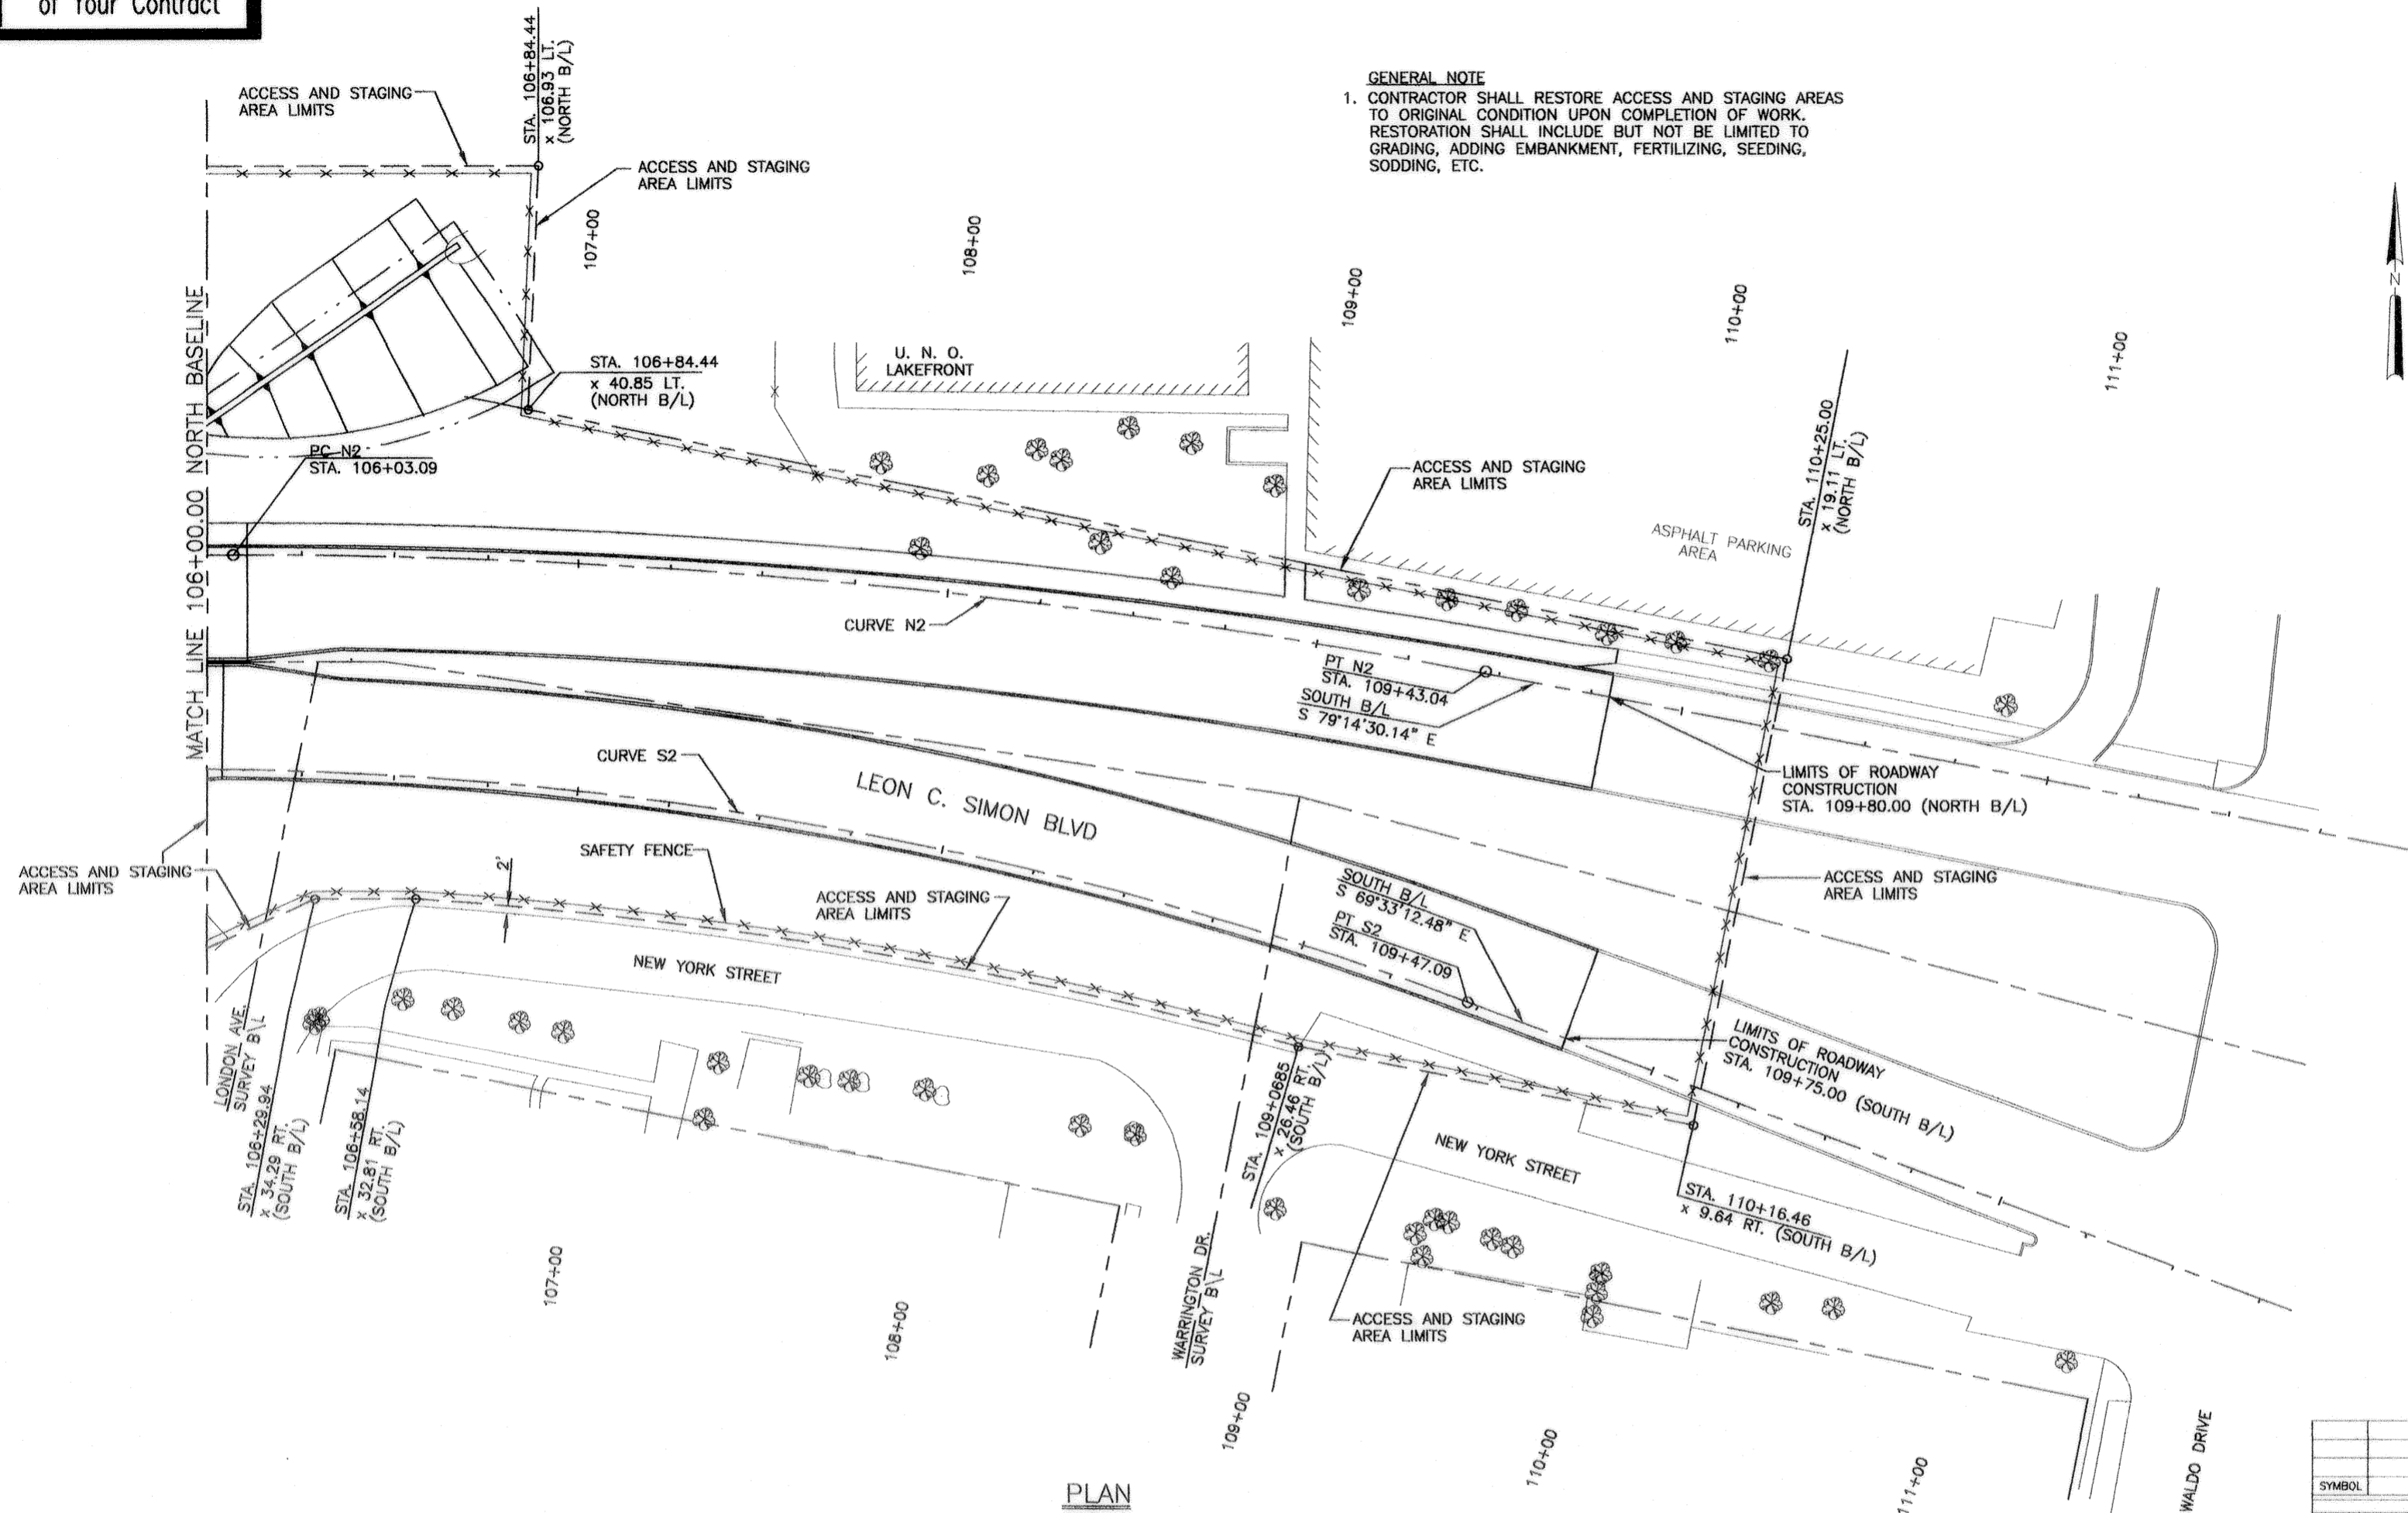 of Your Contract
STA. 106+84.44
x 106.93 LT.
(NORTH B/L)
ACCESS AND STAGING
AREA LIMITS
ACCESS AND STAGING
AREA LIMITS
GENERAL NOTE
1. CONTRACTOR SHALL RESTORE ACCESS AND STAGING AREAS
TO ORIGINAL CONDITION UPON COMPLETION OF WORK.
RESTORATION SHALL INCLUDE BUT NOT BE LIMITED TO
GRADING, ADDING EMBANKMENT, FERTILIZING, SEEDING,
SODDING, ETC.
N
107+00
108+00
109+00
110+00
111+00
MATCH LINE 106+00.00 NORTH BASELINE
STA. 106+84.44
x 40.85 LT.
(NORTH B/L)
U. N. O.
LAKEFRONT
PC N2
STA. 106+03.09
ACCESS AND STAGING
AREA LIMITS
STA. 110+25.00
x 19.11 LT.
(NORTH B/L)
ASPHALT PARKING
AREA
CURVE N2
PT N2
STA. 109+43.04
SOUTH B/L
S 79°14'30.14" E
CURVE S2
LEON C. SIMON BLVD
LIMITS OF ROADWAY
CONSTRUCTION
STA. 109+80.00 (NORTH B/L)
SAFETY FENCE
2'
ACCESS AND STAGING
AREA LIMITS
ACCESS AND STAGING
AREA LIMITS
SOUTH B/L
S 69°33'12.48" E
PT S2
STA. 109+47.09
ACCESS AND STAGING
AREA LIMITS
NEW YORK STREET
LIMITS OF ROADWAY
CONSTRUCTION
STA. 109+75.00 (SOUTH B/L)
LONDON AVE.
SURVEY B\L
STA. 106+29.94
x 34.29 RT.
(SOUTH B/L)
STA. 106+58.14
x 32.81 RT.
(SOUTH B/L)
STA. 109+0685
x 26.46 RT.
(SOUTH B/L)
NEW YORK STREET
STA. 110+16.46
x 9.64 RT. (SOUTH B/L)
WARRINGTON DR.
SURVEY B\L
ACCESS AND STAGING
AREA LIMITS
107+00
108+00
109+00
110+00
111+00
WALDO DRIVE
PLAN
SYMBOL